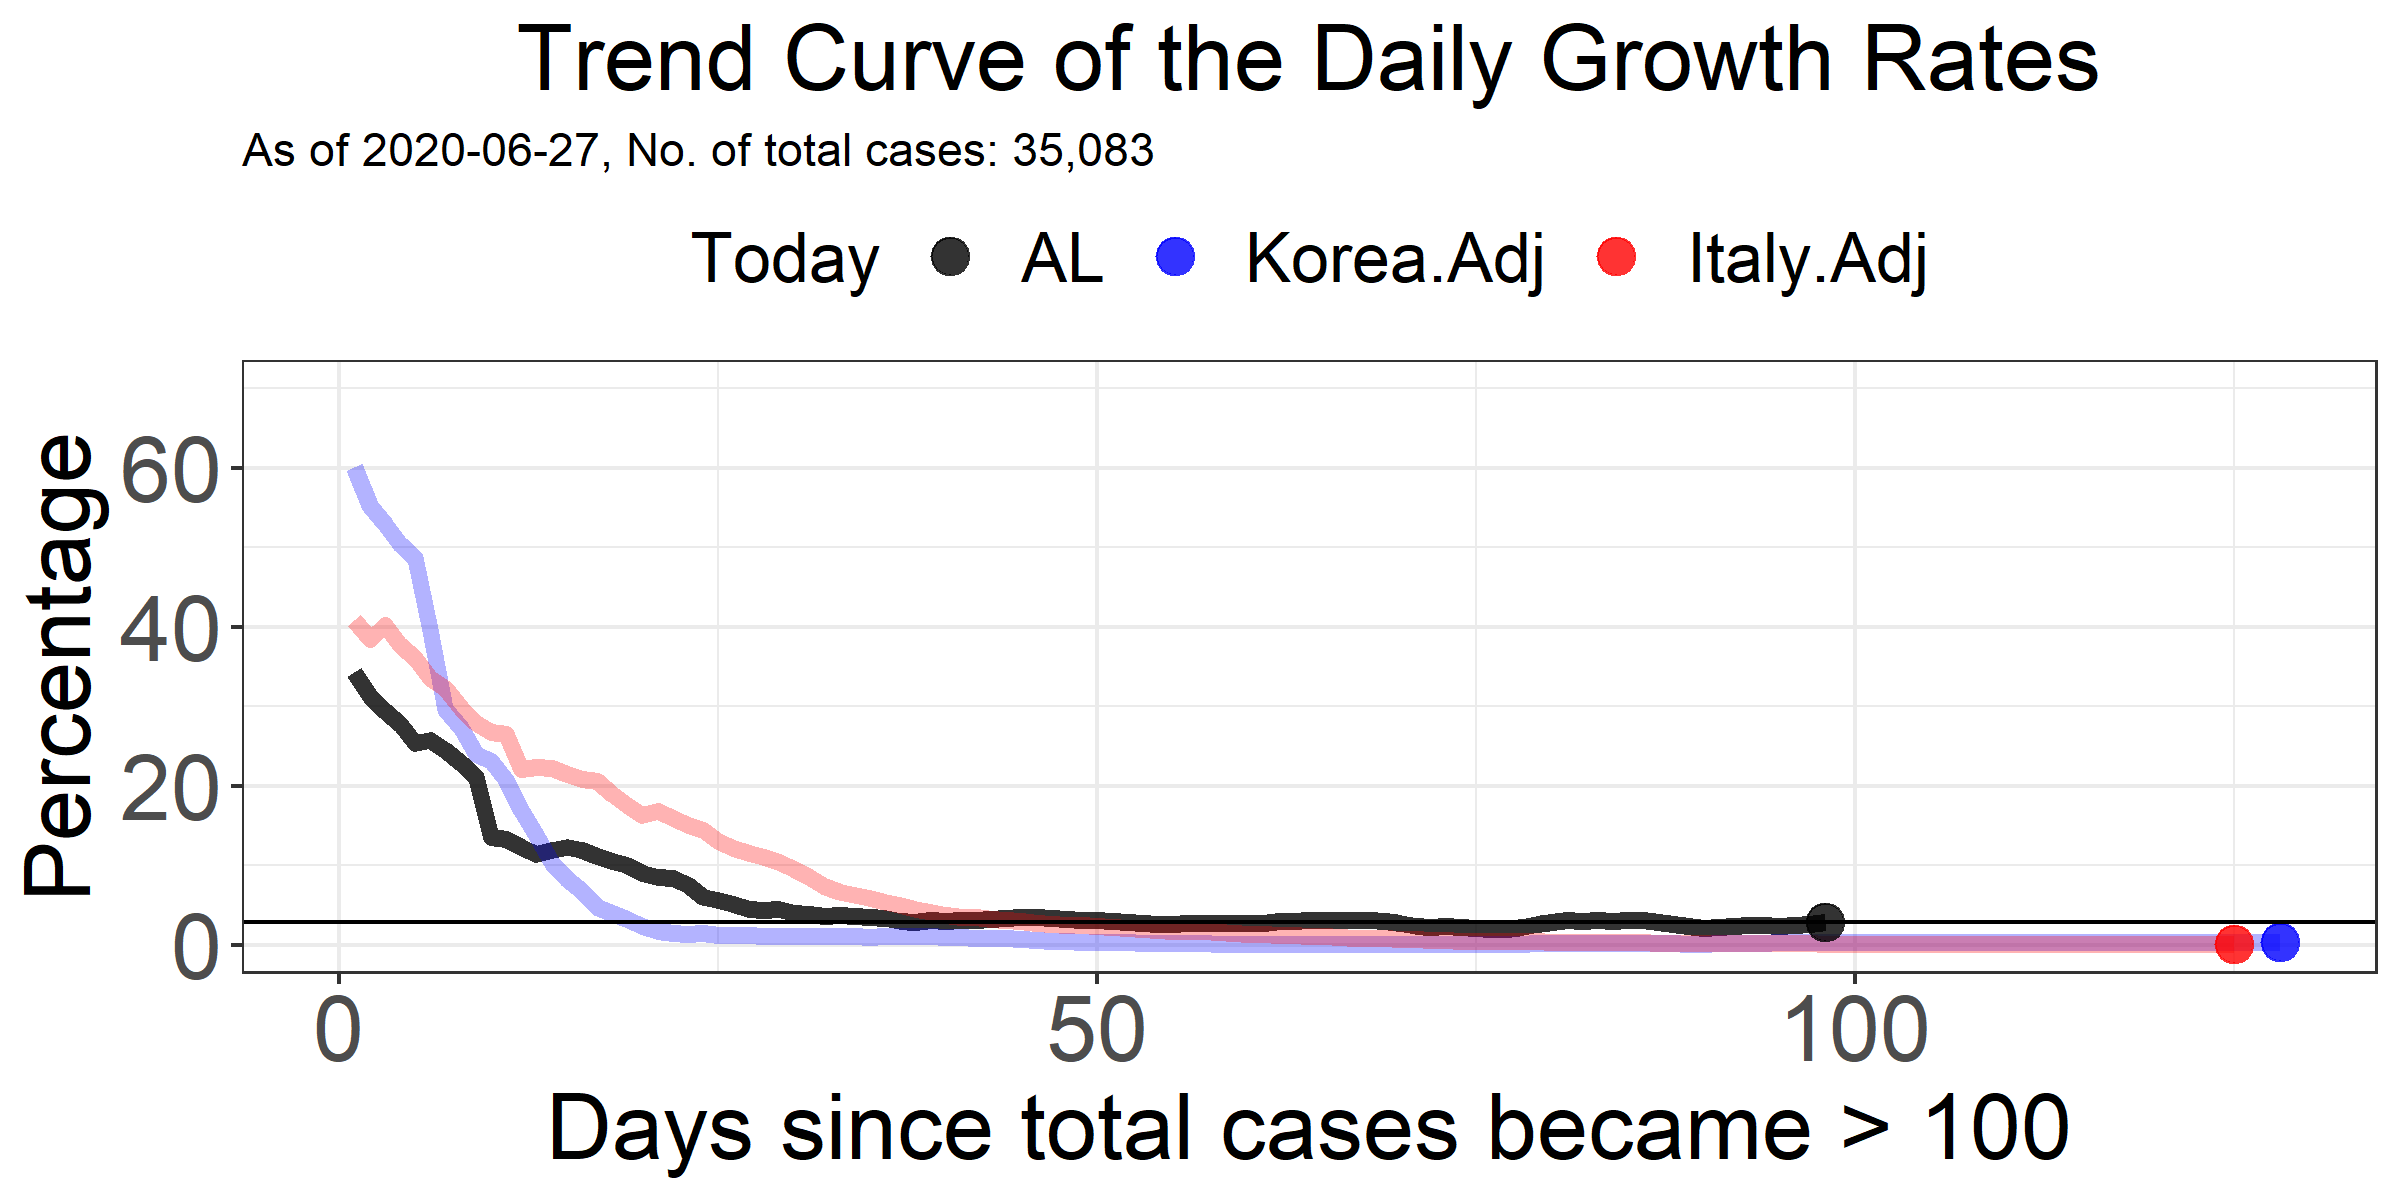 Trend Curve of the Daily Growth Rates
As of 2020-06-27, No. of total cases: 35,083
Today AL Korea.Adj Italy.Adj
Percentage
60
40
20
0
0 50 100
Days since total cases became > 100